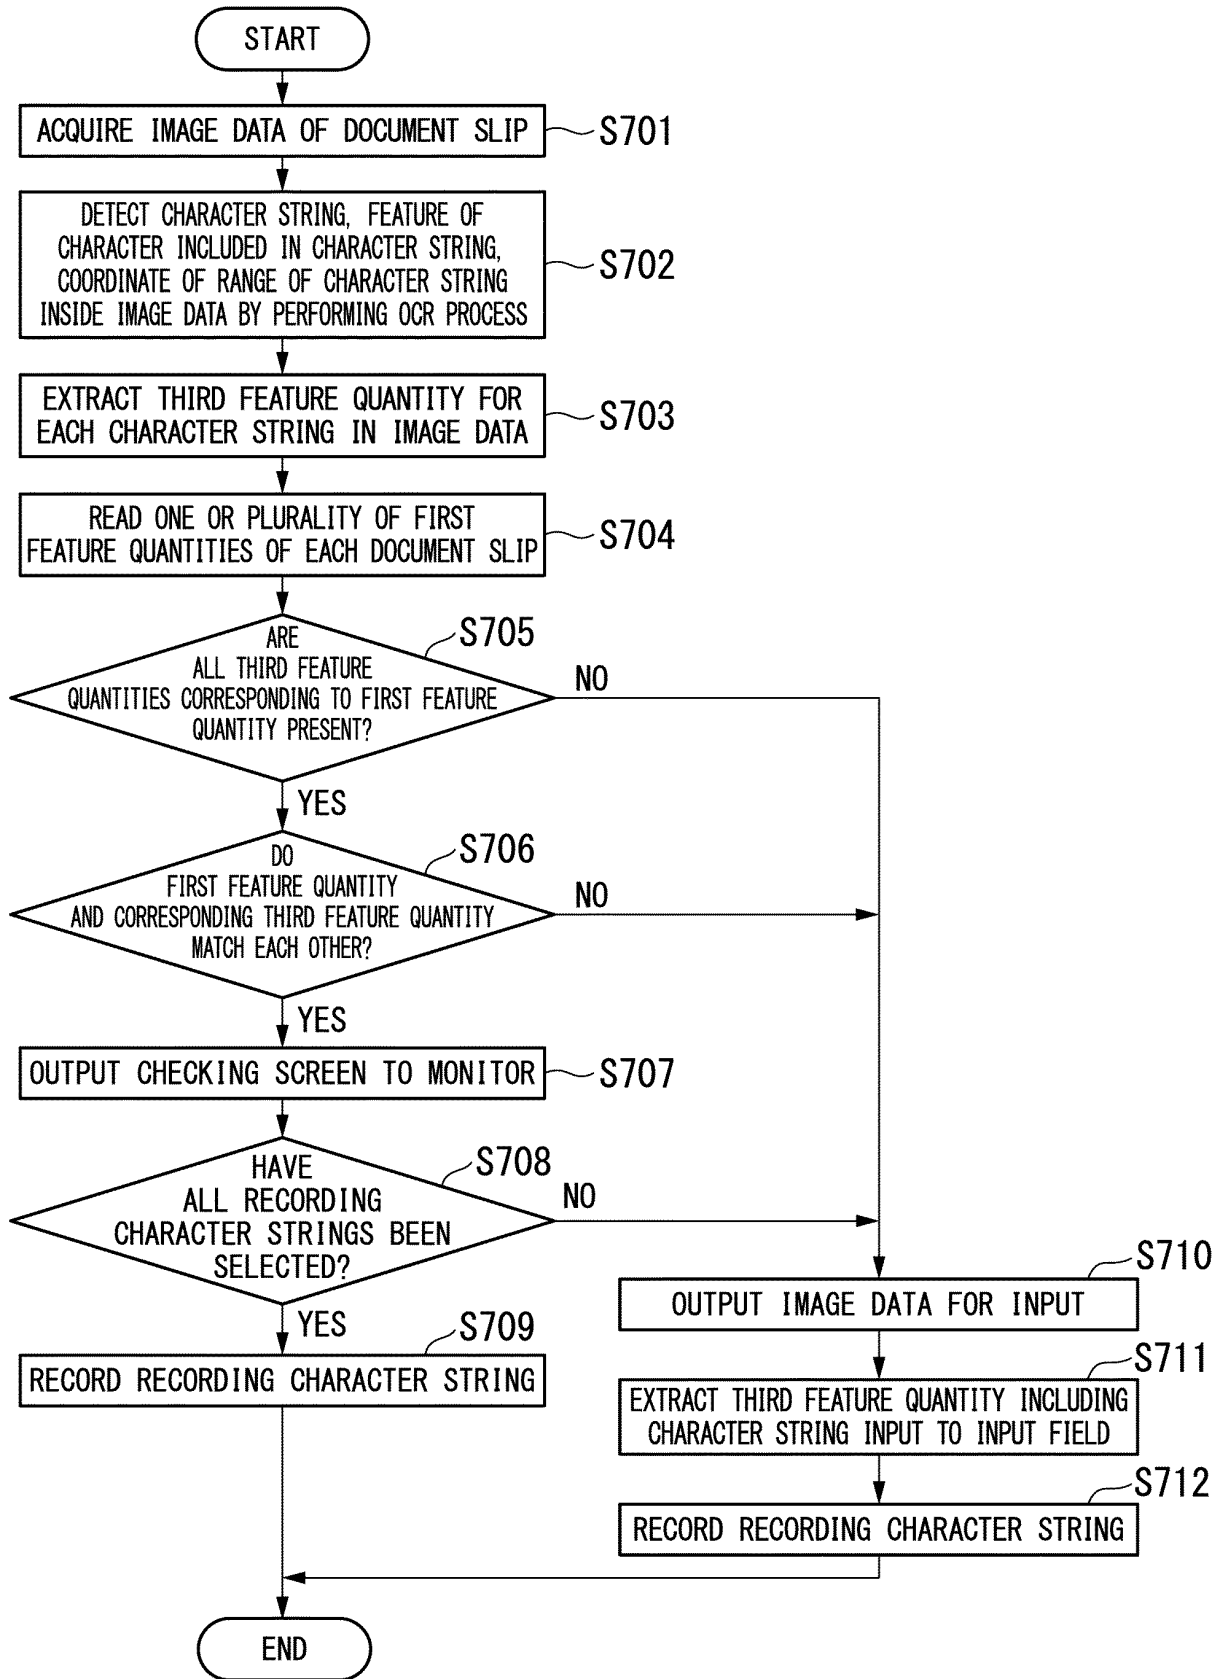 START
ACQUIRE IMAGE DATA OF DOCUMENT SLIP
S701
DETECT CHARACTER STRING, FEATURE OF
CHARACTER INCLUDED IN CHARACTER STRING,
COORDINATE OF RANGE OF CHARACTER STRING
INSIDE IMAGE DATA BY PERFORMING OCR PROCESS
S702
EXTRACT THIRD FEATURE QUANTITY FOR
EACH CHARACTER STRING IN IMAGE DATA
S703
READ ONE OR PLURALITY OF FIRST
FEATURE QUANTITIES OF EACH DOCUMENT SLIP
S704
S705
ARE
ALL THIRD FEATURE
QUANTITIES CORRESPONDING TO FIRST FEATURE
QUANTITY PRESENT?
NO
YES
S706
DO
FIRST FEATURE QUANTITY
AND CORRESPONDING THIRD FEATURE QUANTITY
MATCH EACH OTHER?
NO
YES
OUTPUT CHECKING SCREEN TO MONITOR
S707
S708
HAVE
ALL RECORDING
CHARACTER STRINGS BEEN
SELECTED?
NO
YES
S709
RECORD RECORDING CHARACTER STRING
S710
OUTPUT IMAGE DATA FOR INPUT
S711
EXTRACT THIRD FEATURE QUANTITY INCLUDING
CHARACTER STRING INPUT TO INPUT FIELD
S712
RECORD RECORDING CHARACTER STRING
END